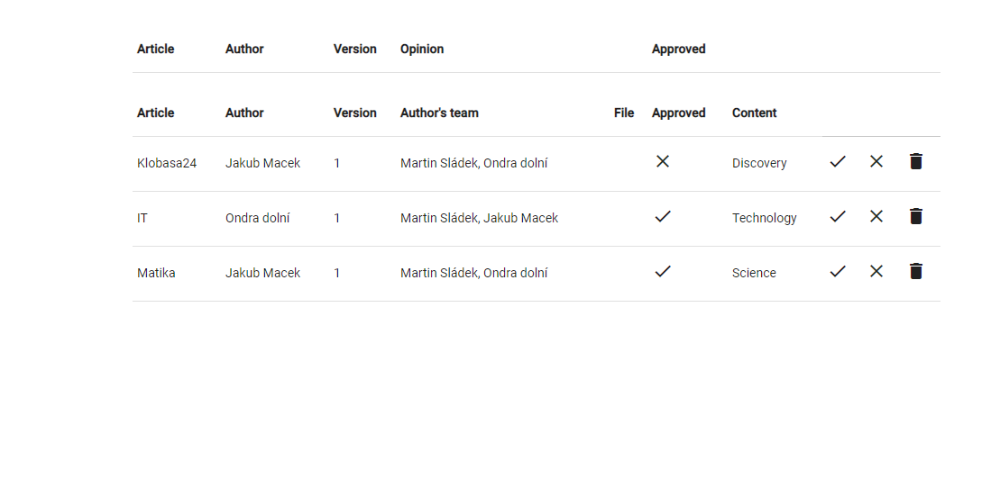 Article Author Version Opinion Approved
Article Author Version Author's team File Approved Content
Klobasa24 Jakub Macek 1 Martin Sládek, Ondra dolní Discovery
IT Ondra dolní 1 Martin Sládek, Jakub Macek Technology
Matika Jakub Macek 1 Martin Sládek, Ondra dolní Science